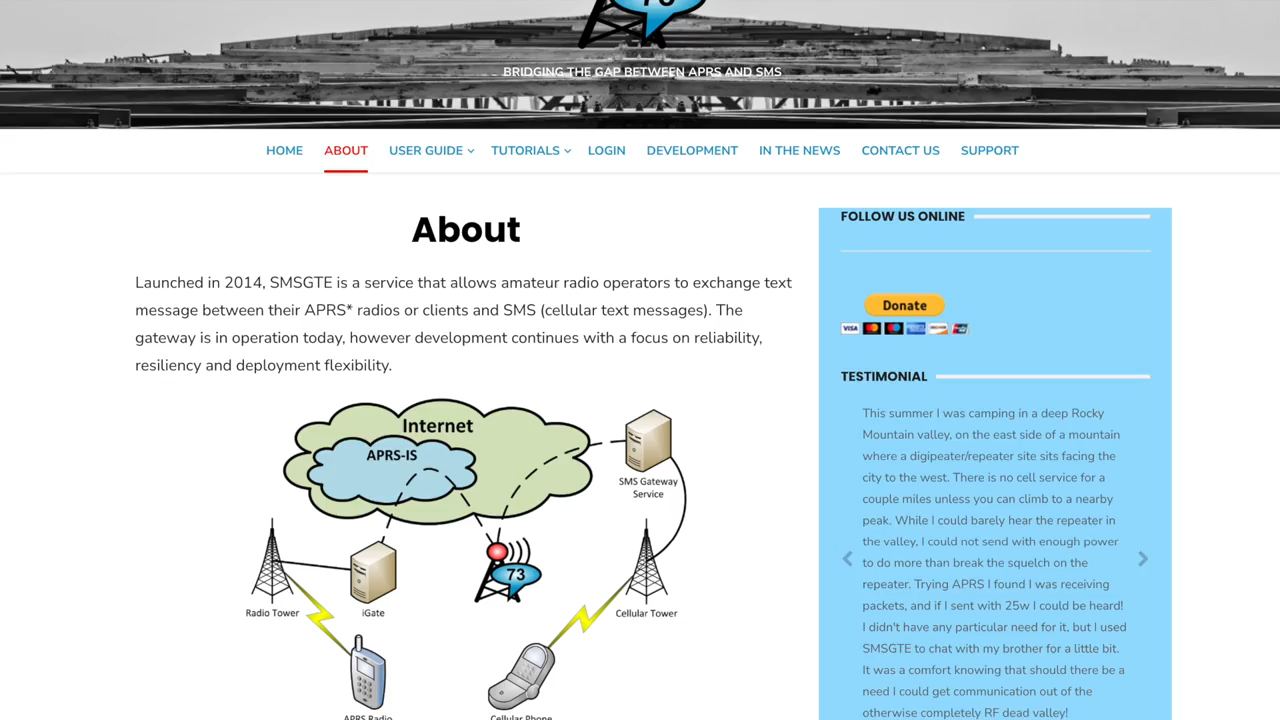 73
BRIDGING THE GAP BETWEEN APRS AND SMS
HOME ABOUT USER GUIDE TUTORIALS LOGIN DEVELOPMENT IN THE NEWS CONTACT US SUPPORT
About
Launched in 2014, SMSGTE is a service that allows amateur radio operators to exchange text
message between their APRS* radios or clients and SMS (cellular text messages). The
gateway is in operation today, however development continues with a focus on reliability,
resiliency and deployment flexibility.
Internet
APRS-IS
SMS Gateway
Service
73
Radio Tower
iGate
Cellular Tower
APRS Radio
Cellular Phone
FOLLOW US ONLINE
Donate
VISA
TESTIMONIAL
This summer I was camping in a deep Rocky
Mountain valley, on the east side of a mountain
where a digipeater/repeater site sits facing the
city to the west. There is no cell service for a
couple miles unless you can climb to a nearby
peak. While I could barely hear the repeater in
the valley, I could not send with enough power
to do more than break the squelch on the
repeater. Trying APRS I found I was receiving
packets, and if I sent with 25w I could be heard!
I didn't have any particular need for it, but I used
SMSGTE to chat with my brother for a little bit.
It was a comfort knowing that should there be a
need I could get communication out of the
otherwise completely RF dead valley!